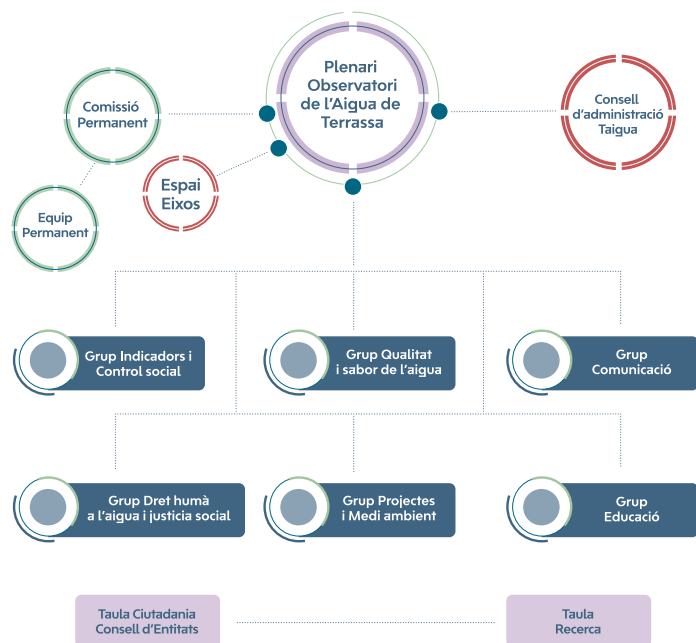 Plenari
Observatori
de l'Aigua de
Terrassa
Comissió
Permanent
Consell
d'administració
Taigua
Espai
Eixos
Equip
Permanent
Grup Indicadors i
Control social
Grup Qualitat
i sabor de l'aigua
Grup
Comunicació
Grup Dret humà
a l'aigua i justicia social
Grup Projectes
i Medi ambient
Grup
Educació
Taula Ciutadania
Consell d'Entitats
Taula
Recerca